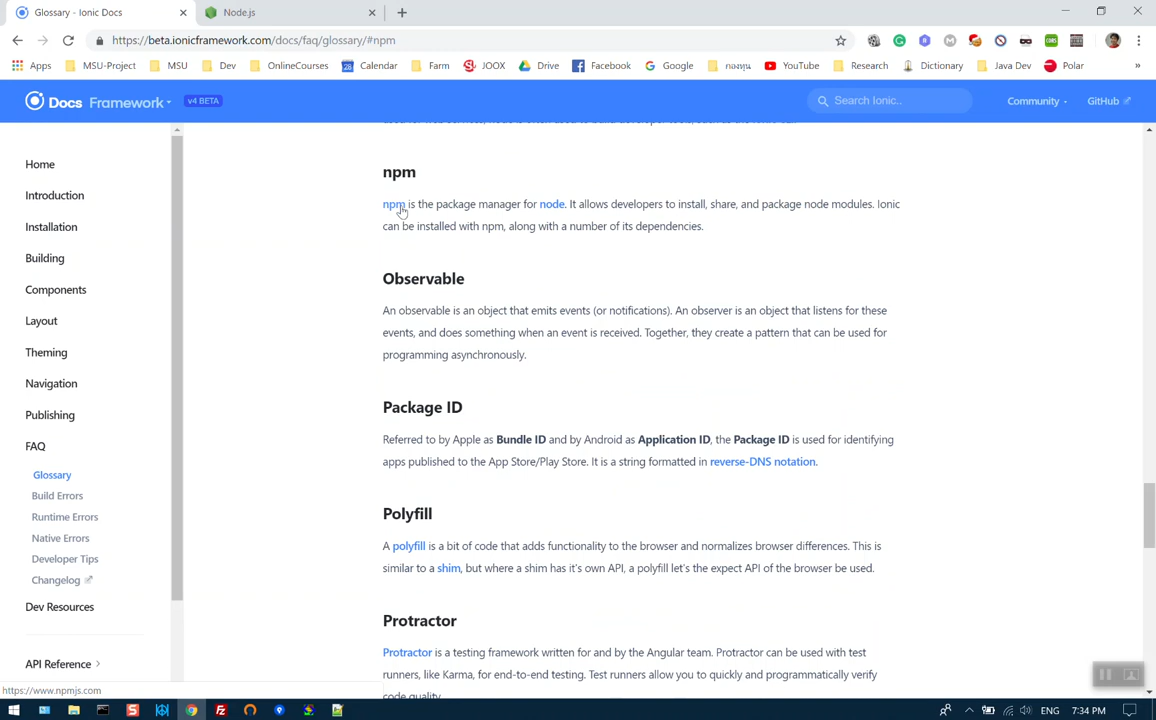 Glossary - Ionic Docs
Node.js
https://beta.ionicframework.com/docs/faq/glossary/#npm
Apps MSU-Project MSU Dev OnlineCourses 28 Calendar Farm JOOX Drive Facebook Google กองทุน YouTube Research Dictionary Java Dev Polar »
Docs Framework v4 BETA Search Ionic.. Community GitHub
Home
Introduction
Installation
Building
Components
Layout
Theming
Navigation
Publishing
FAQ
Glossary
Build Errors
Runtime Errors
Native Errors
Developer Tips
Changelog
Dev Resources
API Reference
npm
npm is the package manager for node. It allows developers to install, share, and package node modules. Ionic
can be installed with npm, along with a number of its dependencies.
Observable
An observable is an object that emits events (or notifications). An observer is an object that listens for these
events, and does something when an event is received. Together, they create a pattern that can be used for
programming asynchronously.
Package ID
Referred to by Apple as Bundle ID and by Android as Application ID, the Package ID is used for identifying
apps published to the App Store/Play Store. It is a string formatted in reverse-DNS notation.
Polyfill
A polyfill is a bit of code that adds functionality to the browser and normalizes browser differences. This is
similar to a shim, but where a shim has it's own API, a polyfill let's the expect API of the browser be used.
Protractor
Protractor is a testing framework written for and by the Angular team. Protractor can be used with test
runners, like Karma, for end-to-end testing. Test runners allow you to quickly and programmatically verify
code quality.
https://www.npmjs.com
ENG 7:34 PM